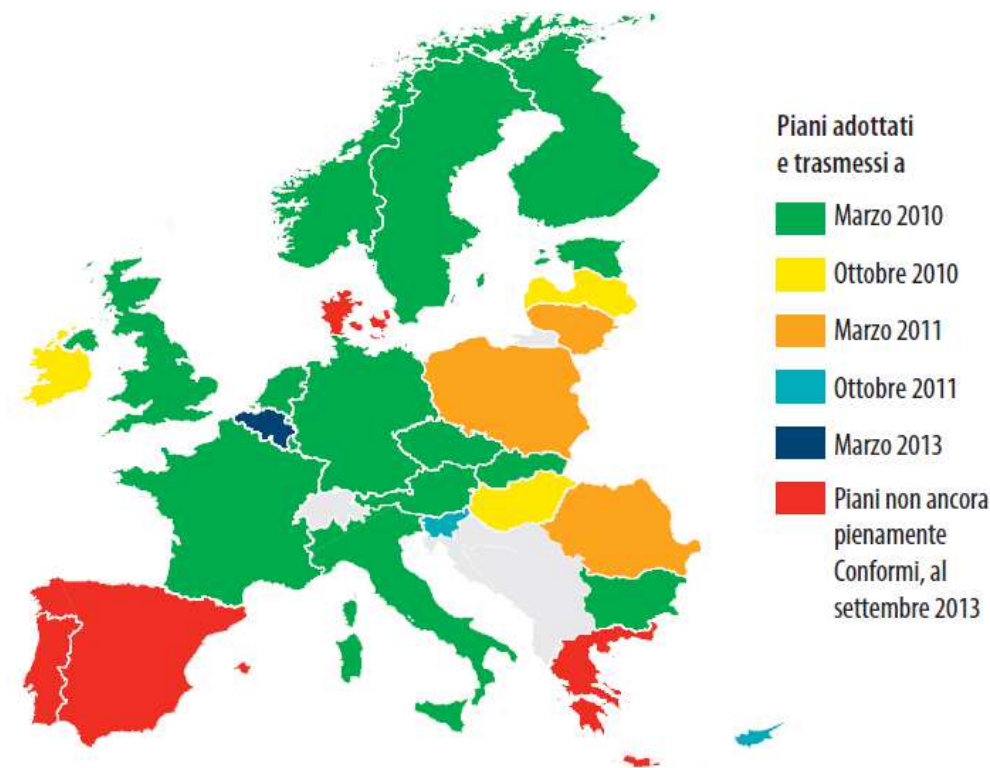 Piani adottati
e trasmessi a
Marzo 2010
Ottobre 2010
Marzo 2011
Ottobre 2011
Marzo 2013
Piani non ancora
pienamente
Conformi, al
settembre 2013